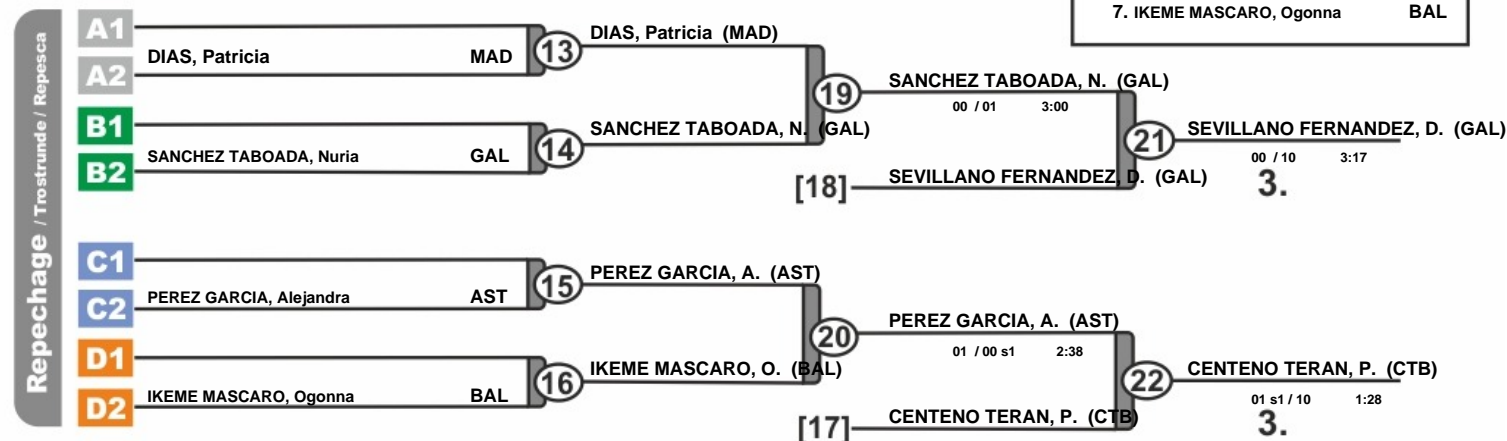 7. IKEME MASCARO, Ogonna BAL
Repechage / Trostrunde / Repesca
A1
DIAS, Patricia MAD
A2
13
DIAS, Patricia (MAD)
B1
SANCHEZ TABOADA, Nuria GAL
B2
14
SANCHEZ TABOADA, N. (GAL)
19
SANCHEZ TABOADA, N. (GAL)
00 / 01 3:00
[18]
SEVILLANO FERNANDEZ, D. (GAL)
21
SEVILLANO FERNANDEZ, D. (GAL)
00 / 10 3:17
3.
C1
PEREZ GARCIA, Alejandra AST
C2
15
PEREZ GARCIA, A. (AST)
D1
IKEME MASCARO, Ogonna BAL
D2
16
IKEME MASCARO, O. (BAL)
20
PEREZ GARCIA, A. (AST)
01 / 00 s1 2:38
[17]
CENTENO TERAN, P. (CTB)
22
CENTENO TERAN, P. (CTB)
01 s1 / 10 1:28
3.